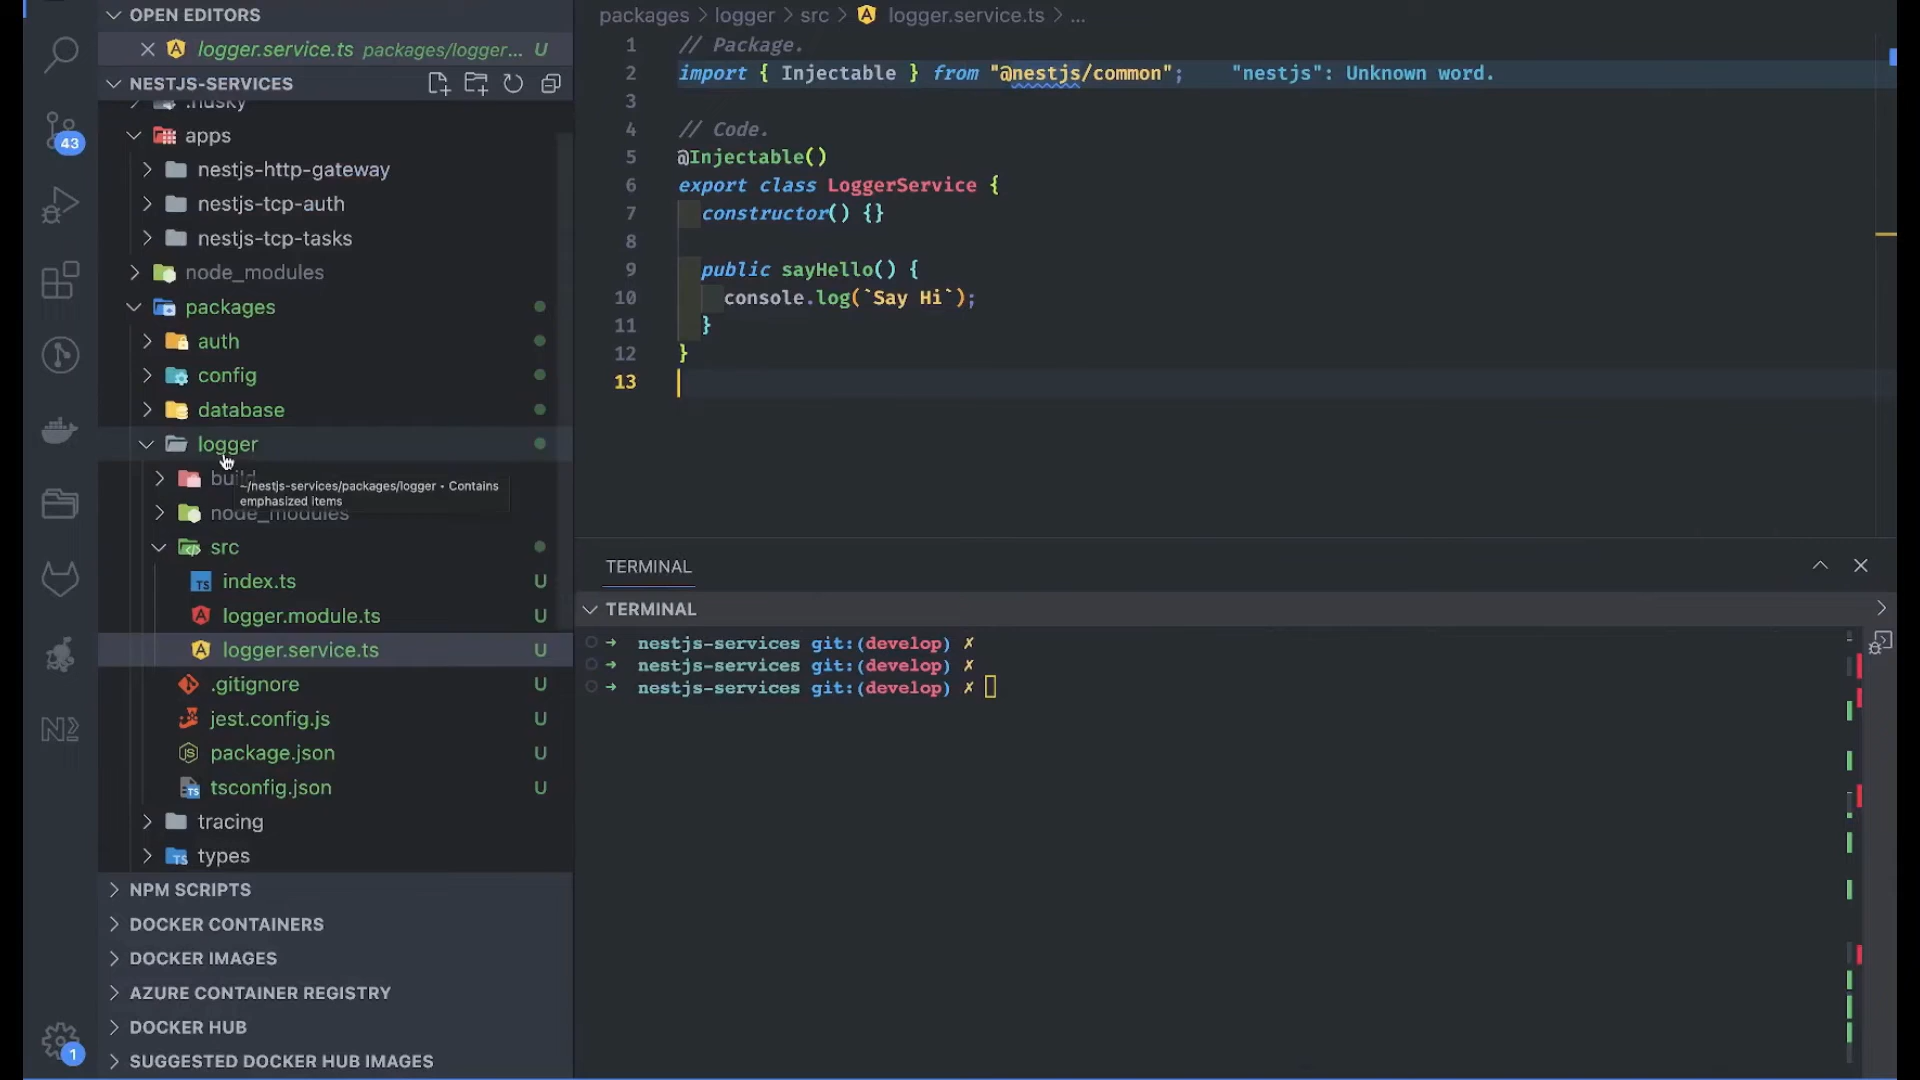 OPEN EDITORS
logger.service.ts packages/logger... U
NESTJS-SERVICES
.husky
apps
nestjs-http-gateway
nestjs-tcp-auth
nestjs-tcp-tasks
node_modules
packages
auth
config
database
logger
build
~/nestjs-services/packages/logger • Contains
emphasized items
node_modules
src
index.ts U
logger.module.ts U
logger.service.ts U
.gitignore U
jest.config.js U
package.json U
tsconfig.json U
tracing
types
NPM SCRIPTS
DOCKER CONTAINERS
DOCKER IMAGES
AZURE CONTAINER REGISTRY
DOCKER HUB
SUGGESTED DOCKER HUB IMAGES
43
1
packages > logger > src > logger.service.ts > ...
1 // Package.
2 import { Injectable } from "@nestjs/common"; "nestjs": Unknown word.
3
4 // Code.
5 @Injectable()
6 export class LoggerService {
7 constructor() {}
8
9 public sayHello() {
10 console.log(`Say Hi`);
11 }
12 }
13
TERMINAL
TERMINAL
➜ nestjs-services git:(develop) ✗
➜ nestjs-services git:(develop) ✗
➜ nestjs-services git:(develop) ✗